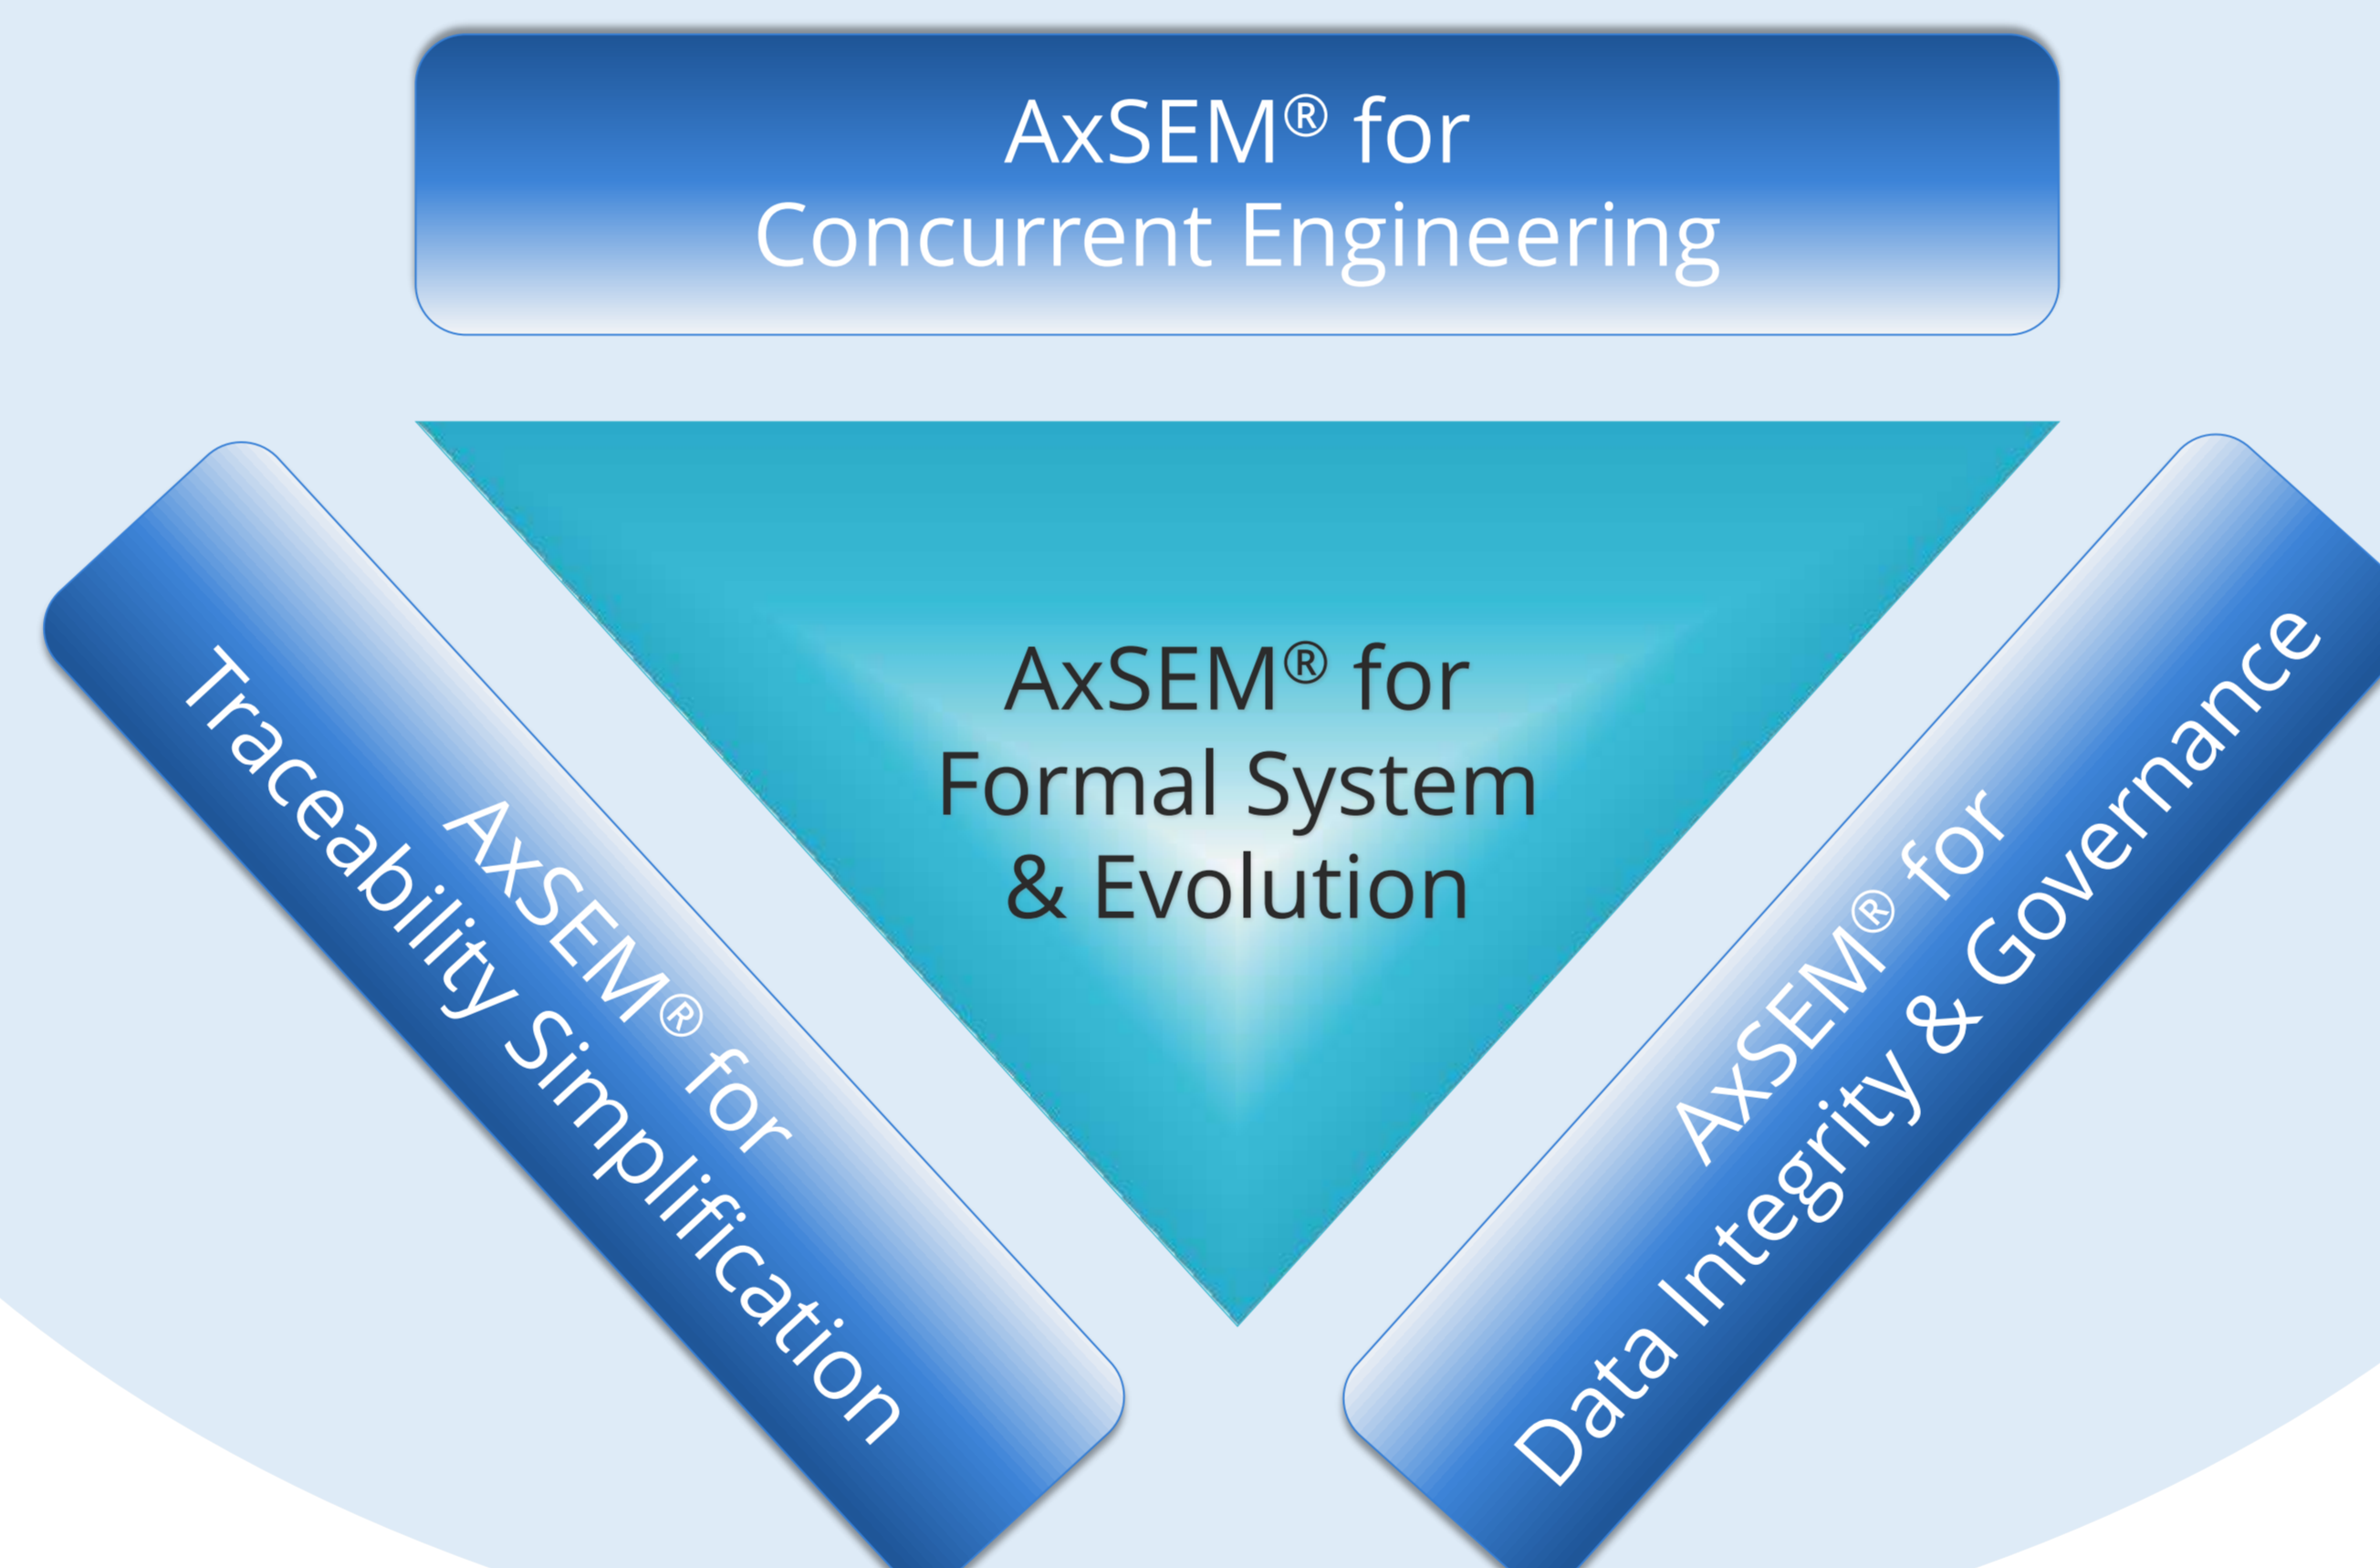 AxSEM® for
Concurrent Engineering
AxSEM® for
Formal System
& Evolution
AxSEM® for
Traceability Simplification
AxSEM® for
Data Integrity & Governance